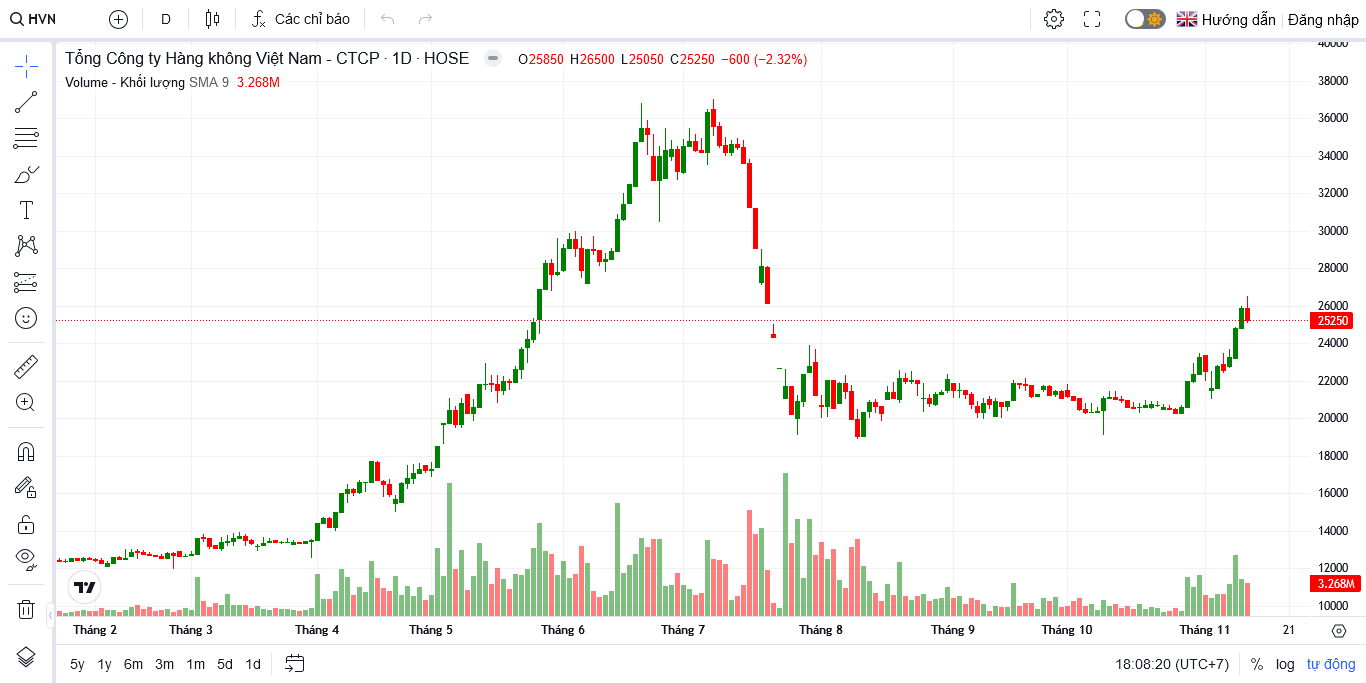 HVN D Các chỉ báo Hướng dẫn Đăng nhập
Tổng Công ty Hàng không Việt Nam - CTCP · 1D · HOSE O25850 H26500 L25050 C25250 −600 (−2.32%)
Volume - Khối lượng SMA 9 3.268M
40000
38000
36000
34000
32000
30000
28000
26000
25250
24000
22000
20000
18000
16000
14000
12000
3.268M
10000
Tháng 2 Tháng 3 Tháng 4 Tháng 5 Tháng 6 Tháng 7 Tháng 8 Tháng 9 Tháng 10 Tháng 11 21
5y 1y 6m 3m 1m 5d 1d 18:08:20 (UTC+7) % log tự động